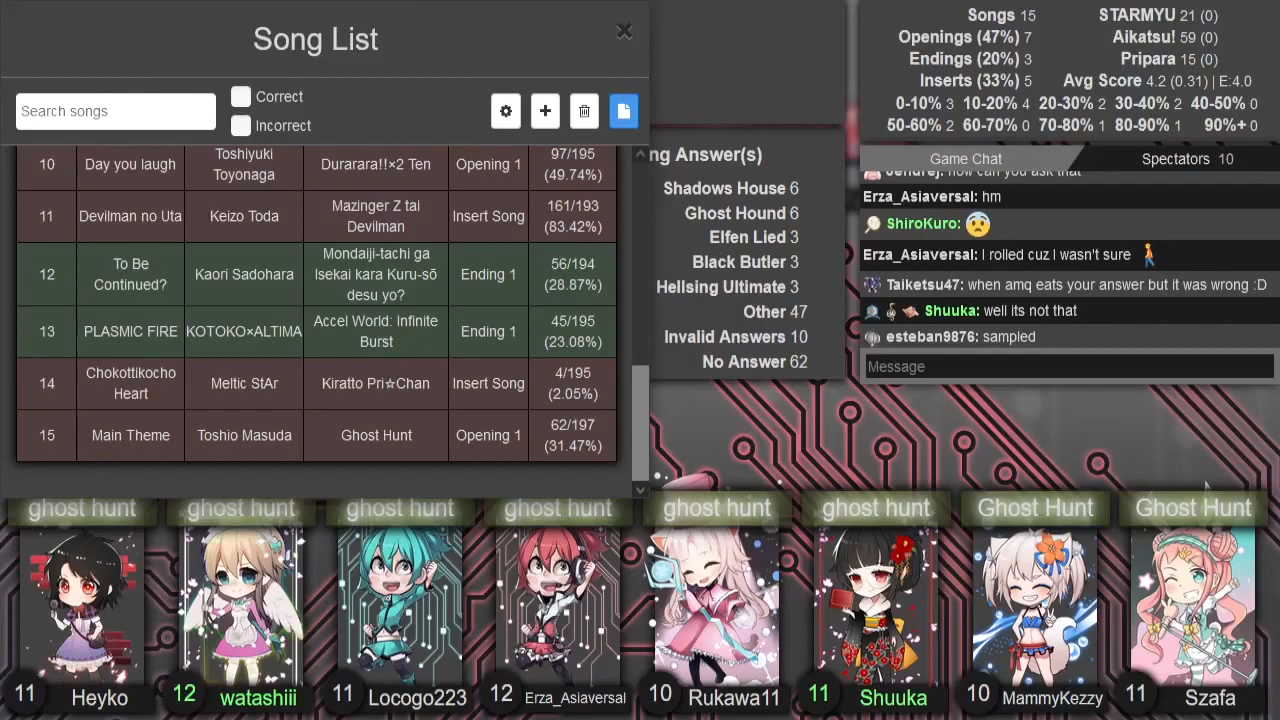 Song List
Search songs
Correct
Incorrect
10 Day you laugh Toshiyuki Toyonaga Durarara!!×2 Ten Opening 1 97/195 (49.74%)
11 Devilman no Uta Keizo Toda Mazinger Z tai Devilman Insert Song 161/193 (83.42%)
12 To Be Continued? Kaori Sadohara Mondaiji-tachi ga Isekai kara Kuru-sō desu yo? Ending 1 56/194 (28.87%)
13 PLASMIC FIRE KOTOKO×ALTIMA Accel World: Infinite Burst Ending 1 45/195 (23.08%)
14 Chokottikocho Heart Meltic StAr Kiratto Pri☆Chan Insert Song 4/195 (2.05%)
15 Main Theme Toshio Masuda Ghost Hunt Opening 1 62/197 (31.47%)
ng Answer(s)
Shadows House 6
Ghost Hound 6
Elfen Lied 3
Black Butler 3
Hellsing Ultimate 3
Other 47
Invalid Answers 10
No Answer 62
Songs 15 STARMYU 21 (0)
Openings (47%) 7 Aikatsu! 59 (0)
Endings (20%) 3 Pripara 15 (0)
Inserts (33%) 5 Avg Score 4.2 (0.31) | E:4.0
0-10% 3 10-20% 4 20-30% 2 30-40% 2 40-50% 0
50-60% 2 60-70% 0 70-80% 1 80-90% 1 90%+ 0
Game Chat Spectators 10
Jendrej: how can you ask that
Erza_Asiaversal: hm
ShiroKuro:
Erza_Asiaversal: I rolled cuz I wasn't sure
Taiketsu47: when amq eats your answer but it was wrong :D
Shuuka: well its not that
esteban9876: sampled
Message
ghost hunt ghost hunt ghost hunt ghost hunt ghost hunt ghost hunt Ghost Hunt Ghost Hunt
11 Heyko 12 watashiii 11 Locogo223 12 Erza_Asiaversal 10 Rukawa11 11 Shuuka 10 MammyKezzy 11 Szafa